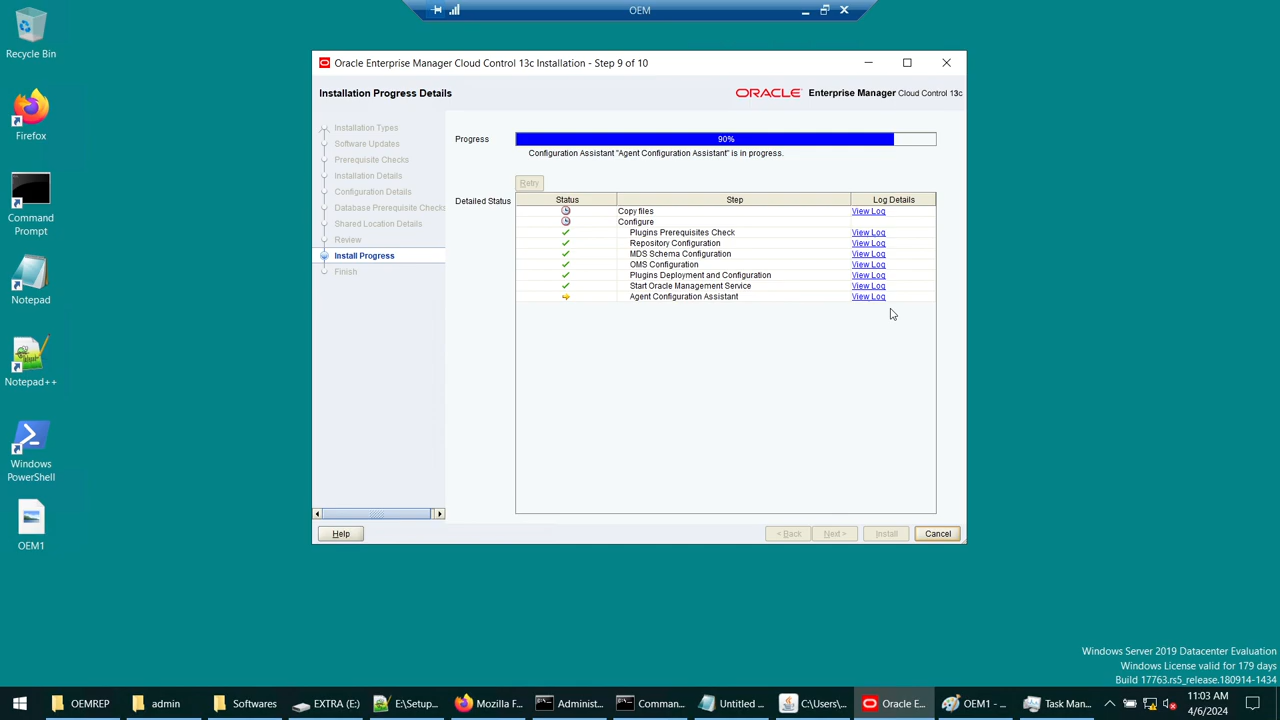 OEM
Recycle Bin
Firefox
Command
Prompt
Notepad
Notepad++
Windows
PowerShell
OEM1
Oracle Enterprise Manager Cloud Control 13c Installation - Step 9 of 10
Installation Progress Details
ORACLE Enterprise Manager Cloud Control 13c
Installation Types
Software Updates
Prerequisite Checks
Installation Details
Configuration Details
Database Prerequisite Checks
Shared Location Details
Review
Install Progress
Finish
Progress
90%
Configuration Assistant "Agent Configuration Assistant" is in progress.
Retry
Detailed Status
Status Step Log Details
Copy files View Log
Configure
Plugins Prerequisites Check View Log
Repository Configuration View Log
MDS Schema Configuration View Log
OMS Configuration View Log
Plugins Deployment and Configuration View Log
Start Oracle Management Service View Log
Agent Configuration Assistant View Log
Help < Back Next > Install Cancel
Windows Server 2019 Datacenter Evaluation
Windows License valid for 179 days
Build 17763.rs5_release.180914-1434
OEMREP admin Softwares EXTRA (E:) E:\Setup... Mozilla F... Administ... Comman... Untitled ... C:\Users\... Oracle E... OEM1 - ... Task Man...
11:03 AM
4/6/2024